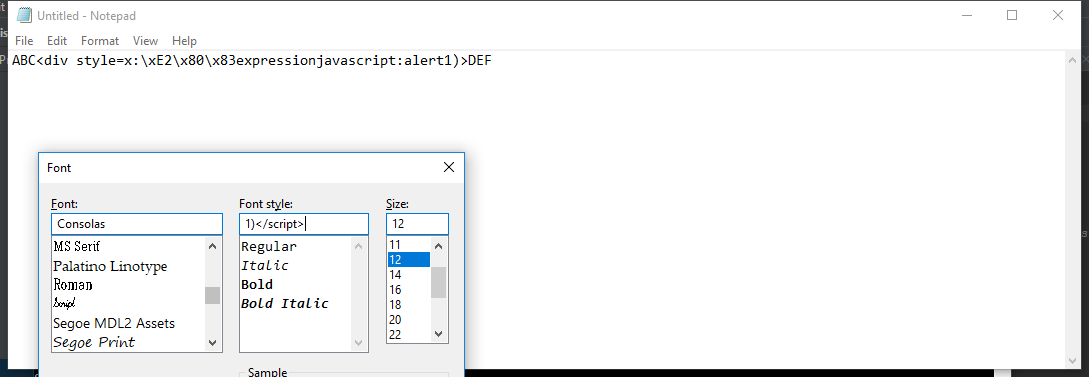 Untitled - Notepad
File Edit Format View Help
ABC<div style=x:\xE2\x80\x83expressionjavascript:alert1)>DEF
Font
Font: Font style: Size:
Consolas 1)</script> 12
MS Serif Regular 11
Palatino Linotype Italic 12
Roman Bold 14
Script Bold Italic 16
Segoe MDL2 Assets 18
Segoe Print 20
22
Sample